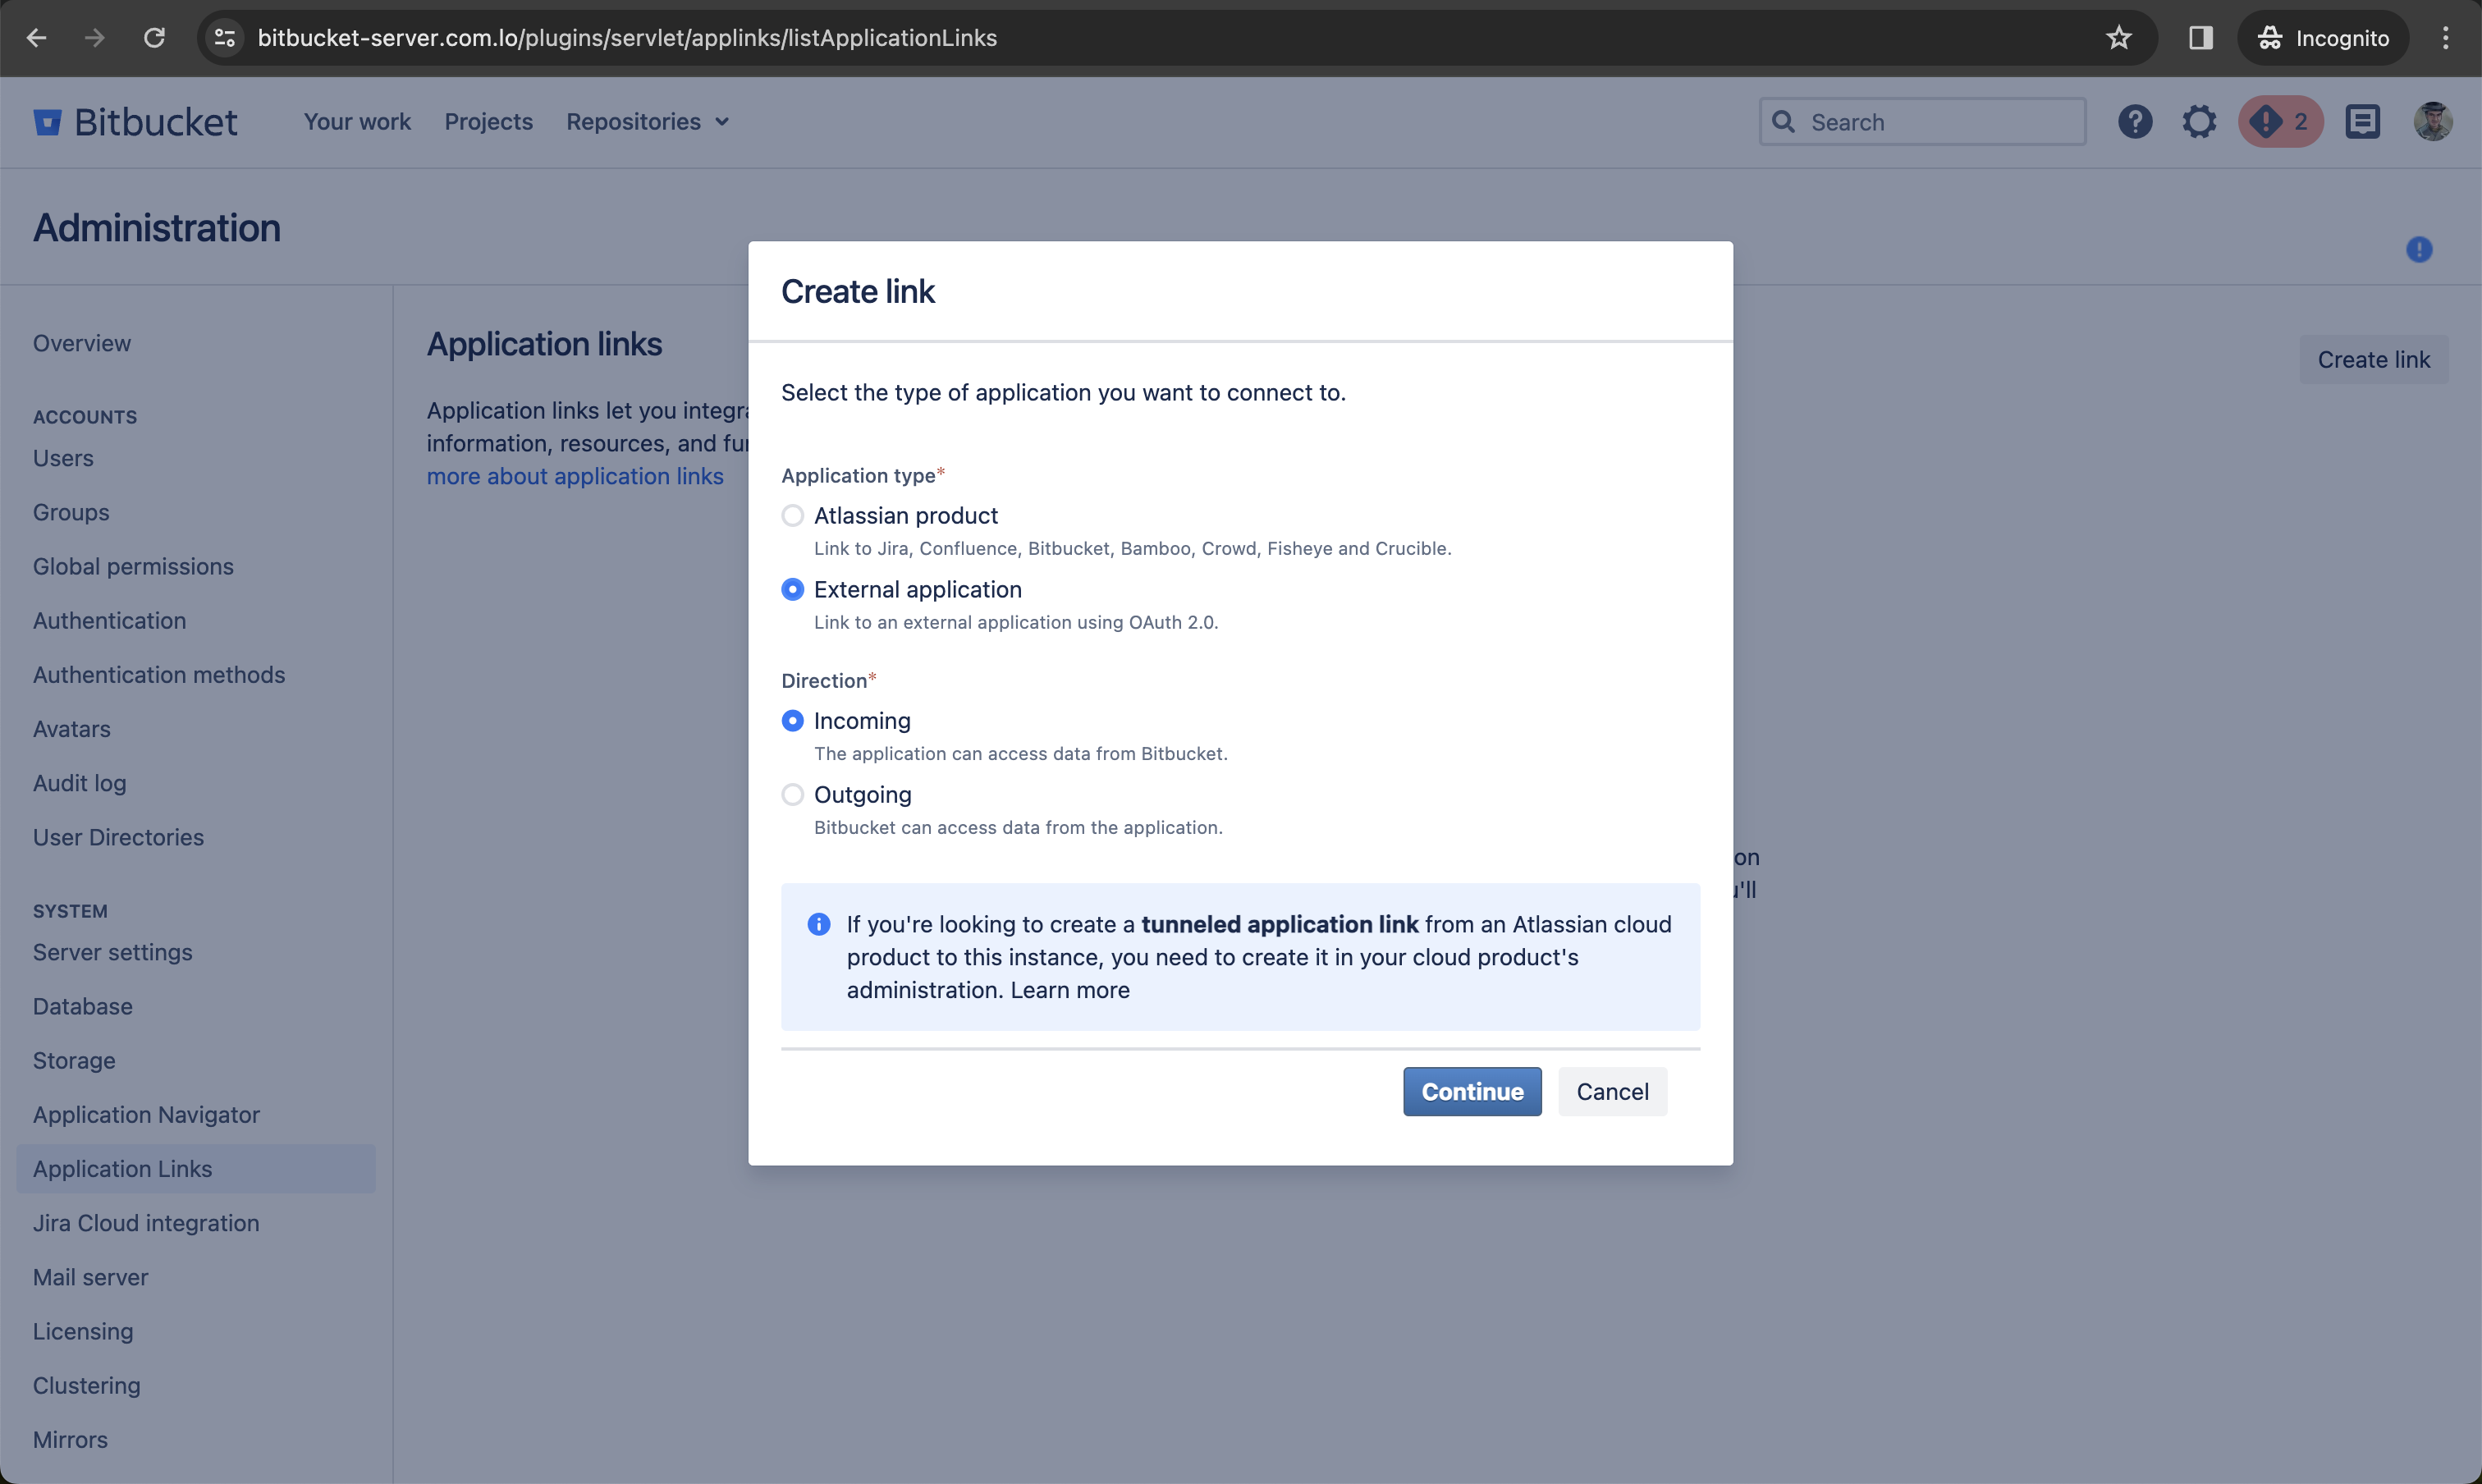 bitbucket-server.com.lo/plugins/servlet/applinks/listApplicationLinks
Incognito
Bitbucket
Your work
Projects
Repositories
Search
2
Administration
Overview
ACCOUNTS
Users
Groups
Global permissions
Authentication
Authentication methods
Avatars
Audit log
User Directories
SYSTEM
Server settings
Database
Storage
Application Navigator
Application Links
Jira Cloud integration
Mail server
Licensing
Clustering
Mirrors
Application links
Create link
Application links let you integra
information, resources, and fu
more about application links
on
'll
Create link
Select the type of application you want to connect to.
Application type*
Atlassian product
Link to Jira, Confluence, Bitbucket, Bamboo, Crowd, Fisheye and Crucible.
External application
Link to an external application using OAuth 2.0.
Direction*
Incoming
The application can access data from Bitbucket.
Outgoing
Bitbucket can access data from the application.
If you're looking to create a tunneled application link from an Atlassian cloud
product to this instance, you need to create it in your cloud product's
administration. Learn more
Continue
Cancel